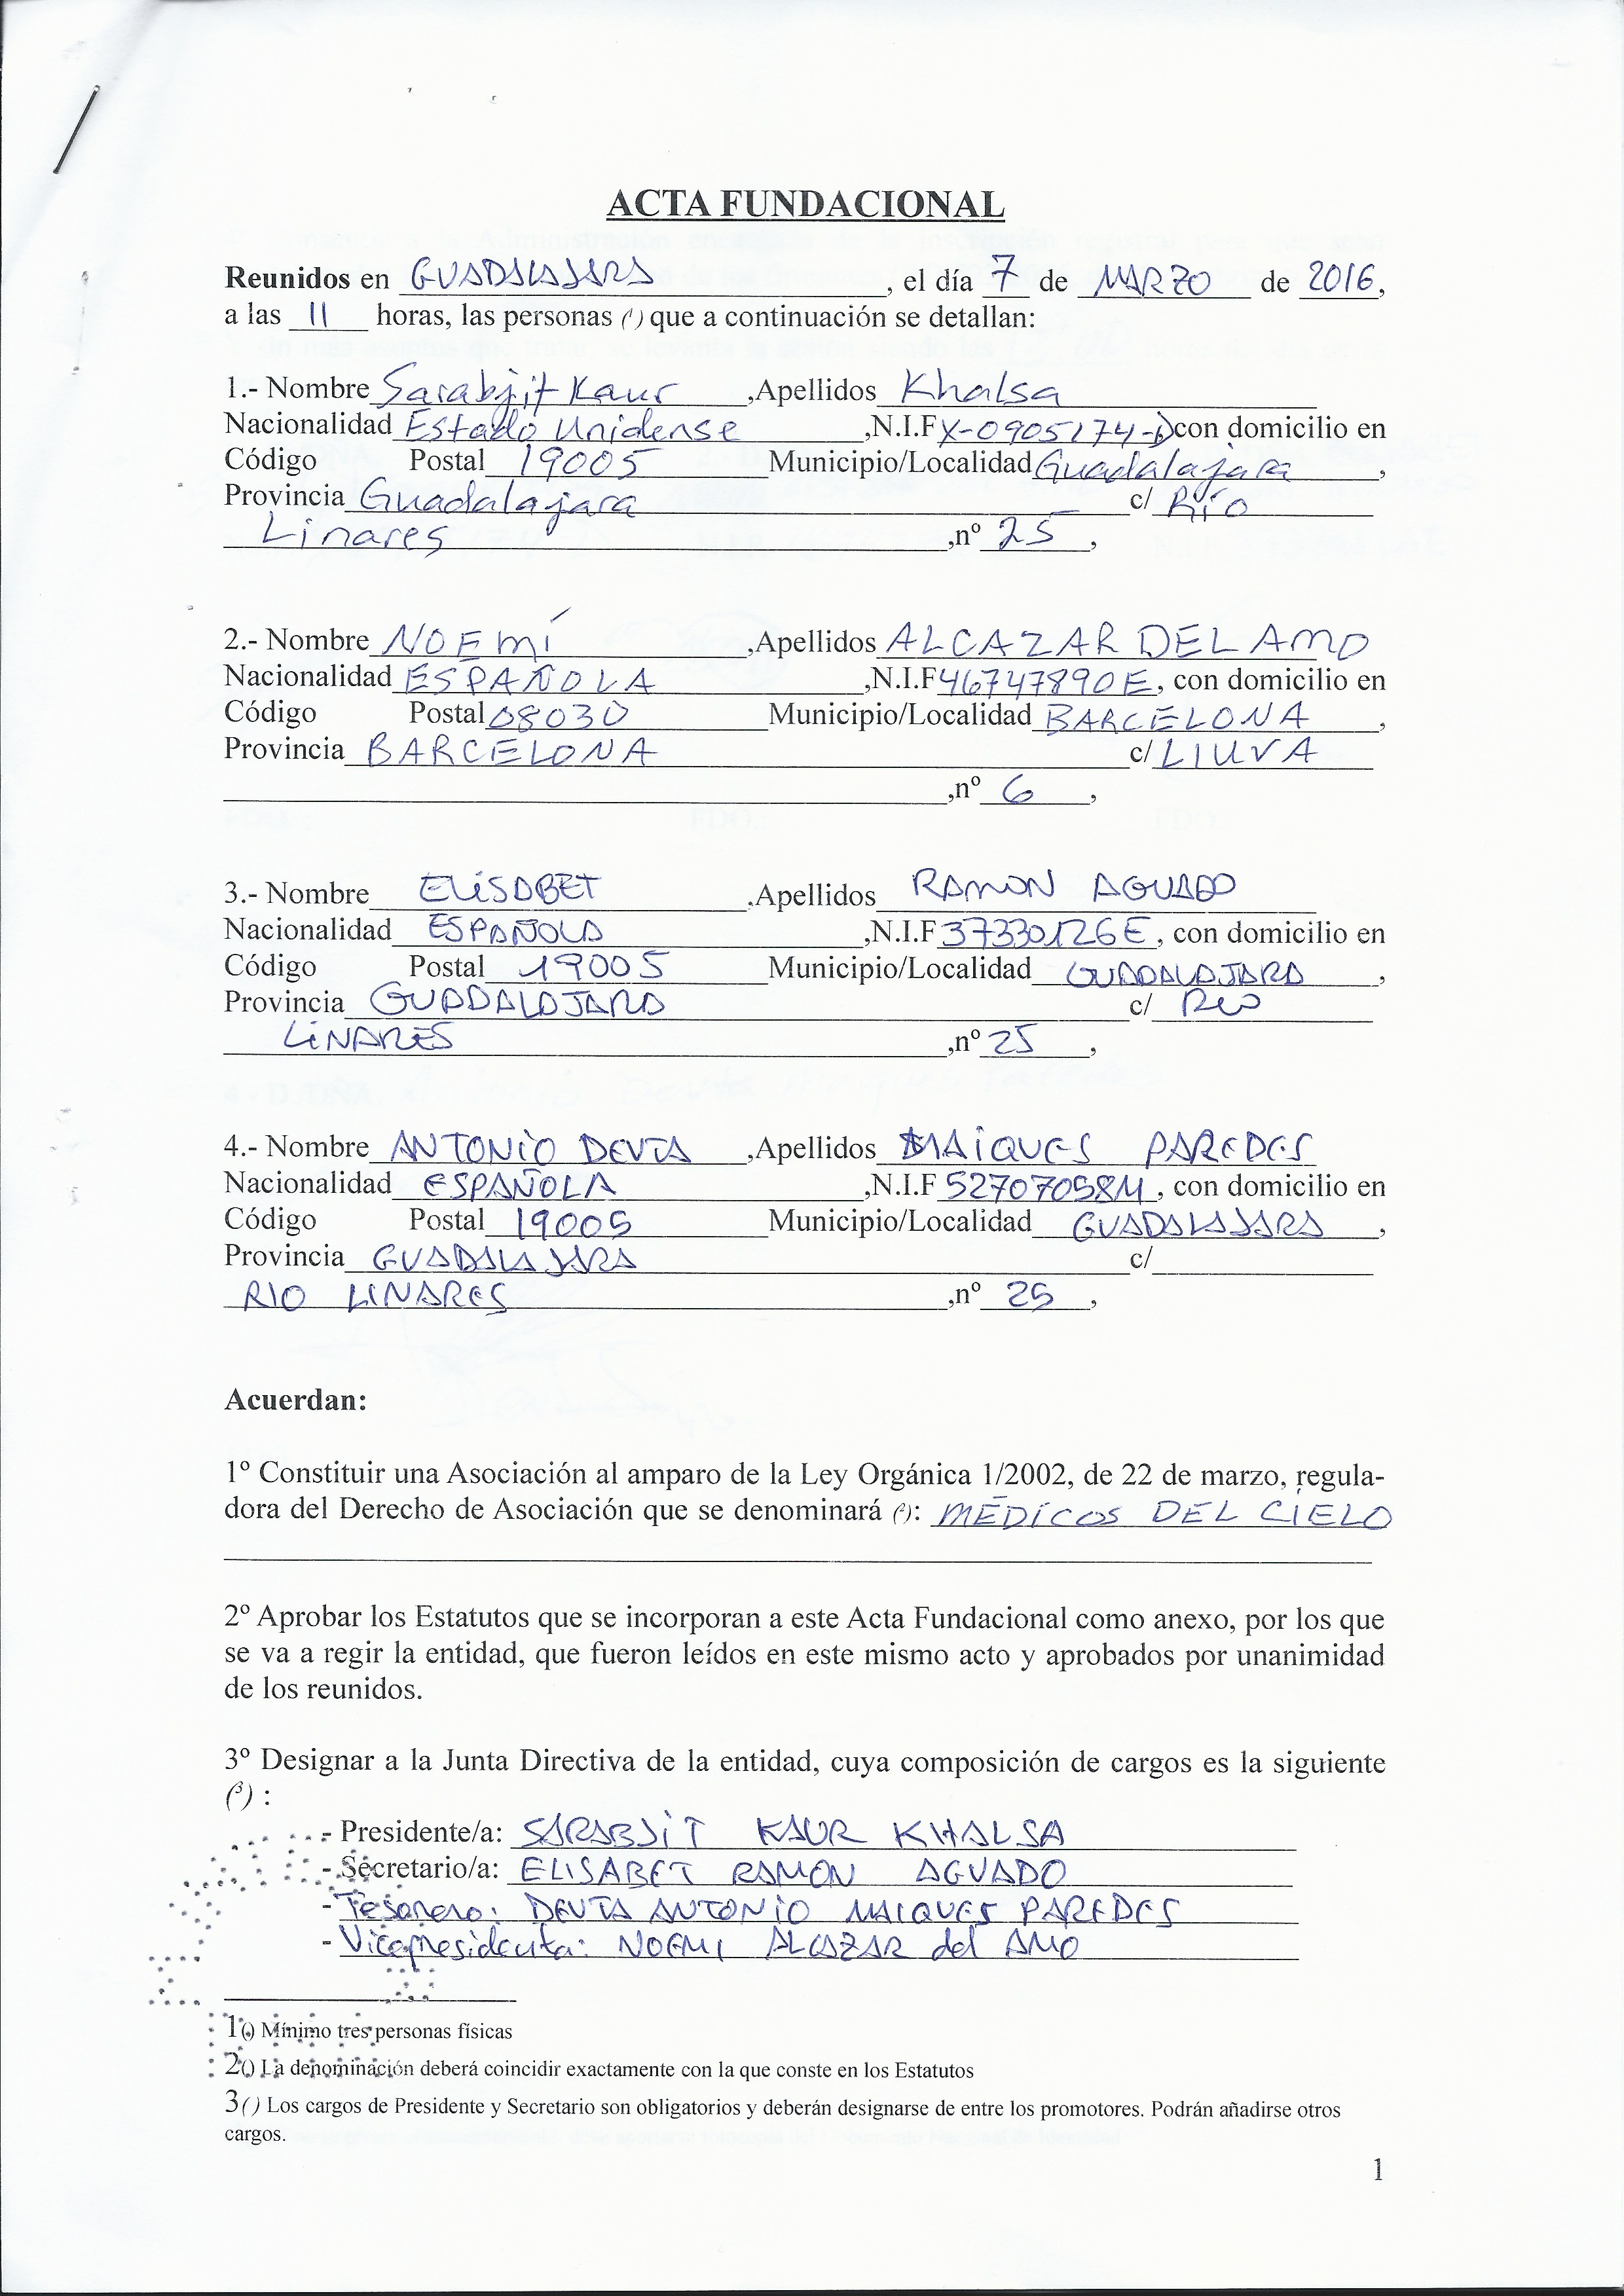 ACTA FUNDACIONAL
Reunidos en GUADALAJARA, el día 7 de MARZO de 2016,
a las 11 horas, las personas (¹) que a continuación se detallan:
1.- Nombre Sarabjit Kaur ,Apellidos Khalsa
Nacionalidad Estado Unidense ,N.I.F X-0905174-D con domicilio en
Código Postal 19005 Municipio/Localidad Guadalajara ,
Provincia Guadalajara c/ Río
Linares ,nº 25 ,
2.- Nombre NOEMÍ ,Apellidos ALCAZAR DEL AMO
Nacionalidad ESPAÑOLA ,N.I.F 46747890E, con domicilio en
Código Postal 08030 Municipio/Localidad BARCELONA ,
Provincia BARCELONA c/ LIUVA
,nº 6 ,
3.- Nombre ELISABET ,Apellidos RAMON AGUADO
Nacionalidad ESPAÑOLA ,N.I.F 37330126E, con domicilio en
Código Postal 19005 Municipio/Localidad GUADALAJARA ,
Provincia GUADALAJARA c/ RIO
LINARES ,nº 25 ,
4.- Nombre ANTONIO DEVTA ,Apellidos MAIQUES PAREDES
Nacionalidad ESPAÑOLA ,N.I.F 52707058M, con domicilio en
Código Postal 19005 Municipio/Localidad GUADALAJARA ,
Provincia GUADALAJARA c/
RIO LINARES ,nº 25 ,
Acuerdan:
1º Constituir una Asociación al amparo de la Ley Orgánica 1/2002, de 22 de marzo, regula-
dora del Derecho de Asociación que se denominará (²): MÉDICOS DEL CIELO
2º Aprobar los Estatutos que se incorporan a este Acta Fundacional como anexo, por los que
se va a regir la entidad, que fueron leídos en este mismo acto y aprobados por unanimidad
de los reunidos.
3º Designar a la Junta Directiva de la entidad, cuya composición de cargos es la siguiente
(³) :
- Presidente/a: SARABJIT KAUR KHALSA
- Secretario/a: ELISABET RAMON AGUADO
- Tesorero: DEVTA ANTONIO MAIQUES PAREDES
- Vicepresidenta: NOEMI ALCAZAR del AMO
1() Mínimo tres personas físicas
2() La denominación deberá coincidir exactamente con la que conste en los Estatutos
3() Los cargos de Presidente y Secretario son obligatorios y deberán designarse de entre los promotores. Podrán añadirse otros
cargos.
1